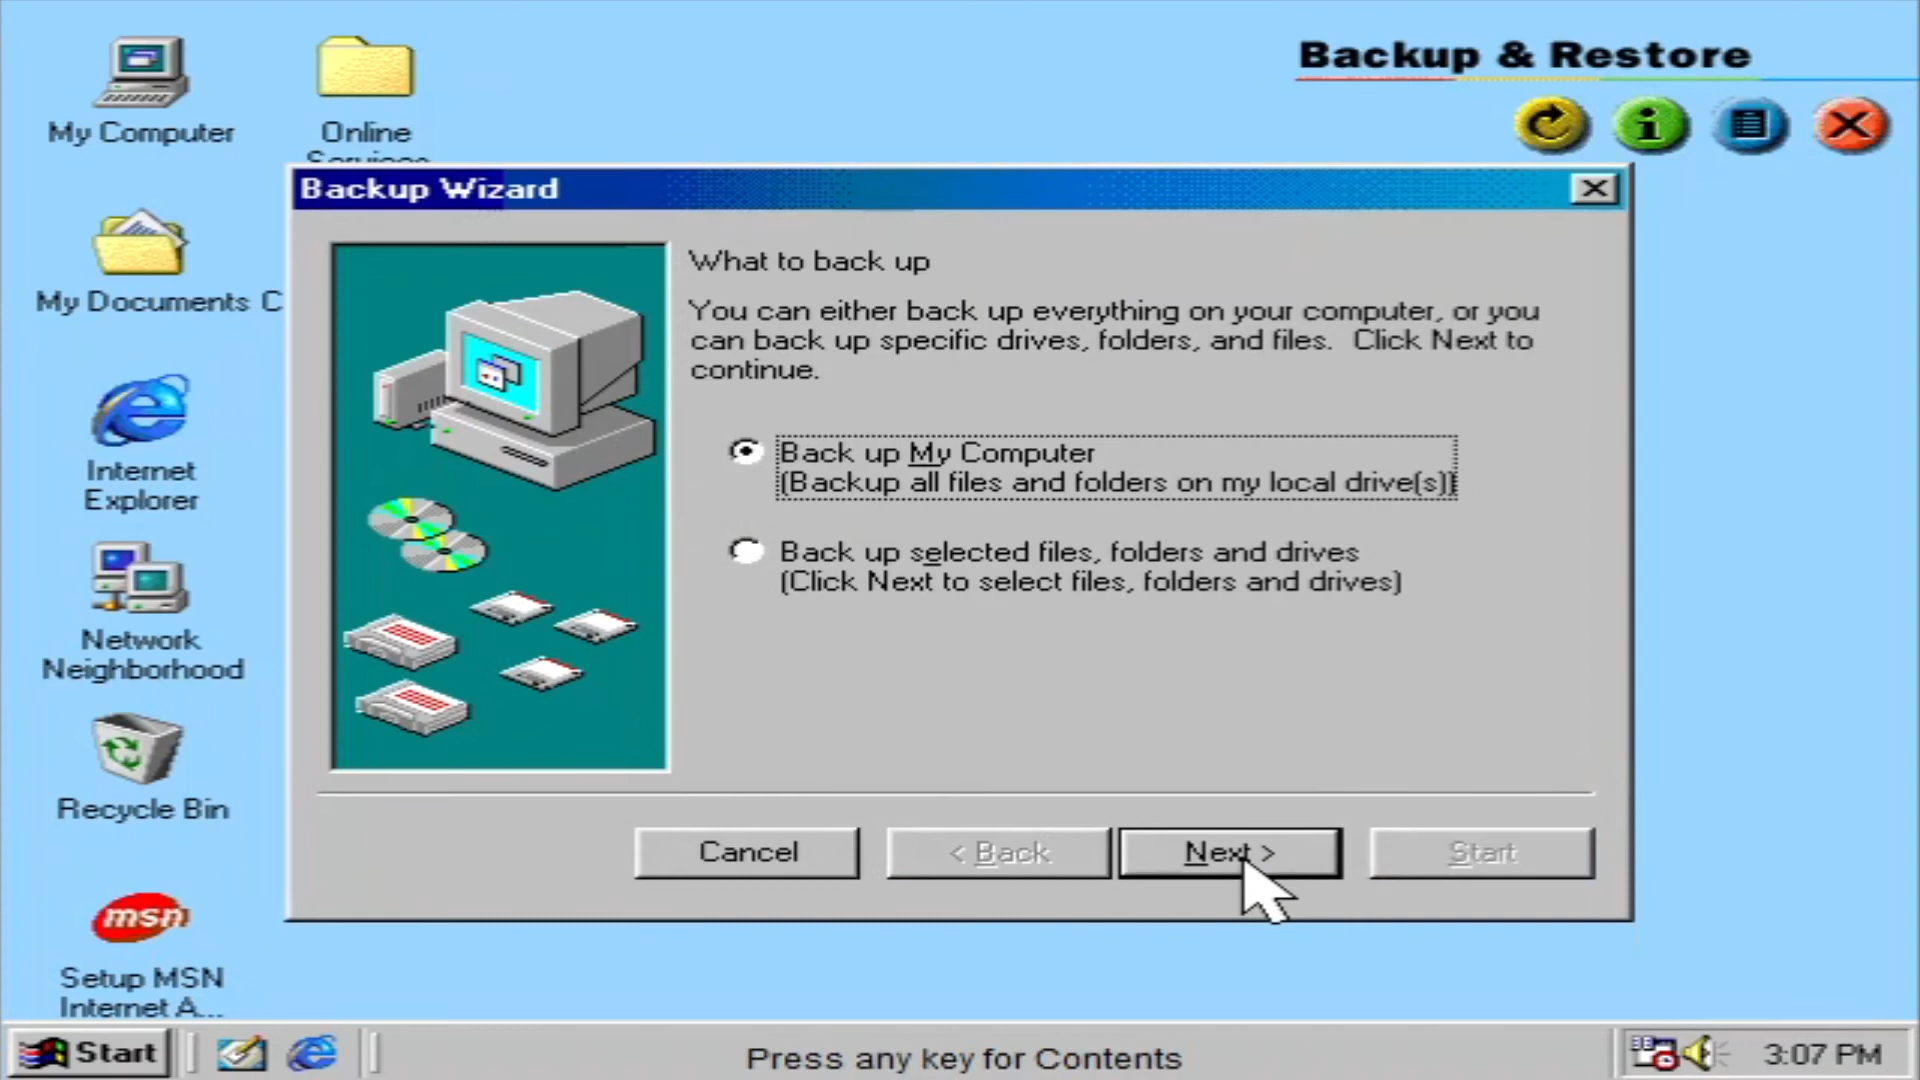 Backup & Restore
My Computer
Online
Services
Backup Wizard
What to back up
You can either back up everything on your computer, or you
can back up specific drives, folders, and files.  Click Next to
continue.
Back up My Computer
(Backup all files and folders on my local drive(s))
Back up selected files, folders and drives
(Click Next to select files, folders and drives)
Cancel
< Back
Next >
Start
My Documents C
Internet
Explorer
Network
Neighborhood
Recycle Bin
msn
Setup MSN
Internet A...
Start
Press any key for Contents
3:07 PM